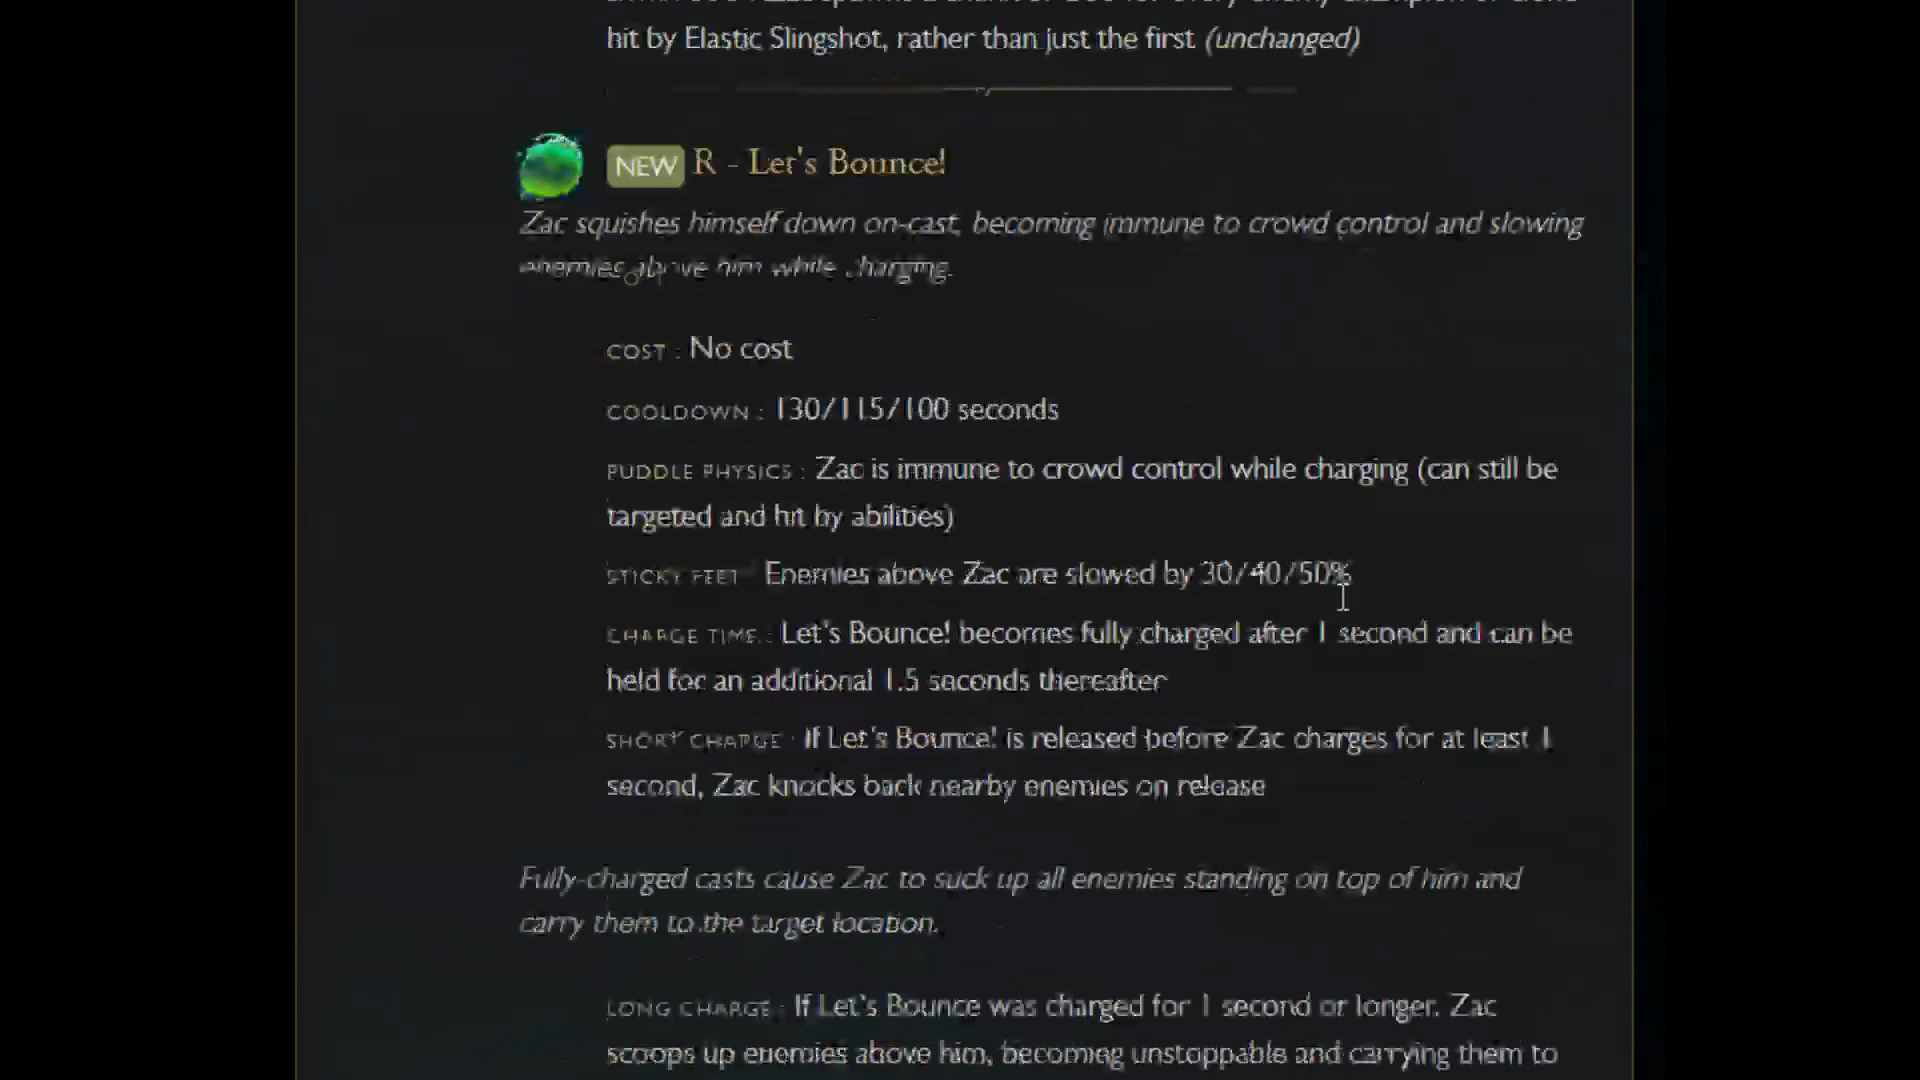 hit by Elastic Slingshot, rather than just the first (unchanged)
NEW R - Let's Bounce!
Zac squishes himself down on-cast, becoming immune to crowd control and slowing
enemies above him while charging.
COST : No cost
COOLDOWN : 130/115/100 seconds
PUDDLE PHYSICS : Zac is immune to crowd control while charging (can still be
targeted and hit by abilities)
STICKY FEET : Enemies above Zac are slowed by 30/40/50%
CHARGE TIME : Let's Bounce! becomes fully charged after 1 second and can be
held for an additional 1.5 seconds thereafter
SHORT CHARGE : If Let's Bounce! is released before Zac charges for at least 1
second, Zac knocks back nearby enemies on release
Fully-charged casts cause Zac to suck up all enemies standing on top of him and
carry them to the target location.
LONG CHARGE : If Let's Bounce was charged for 1 second or longer. Zac
scoops up enemies above him, becoming unstoppable and carrying them to